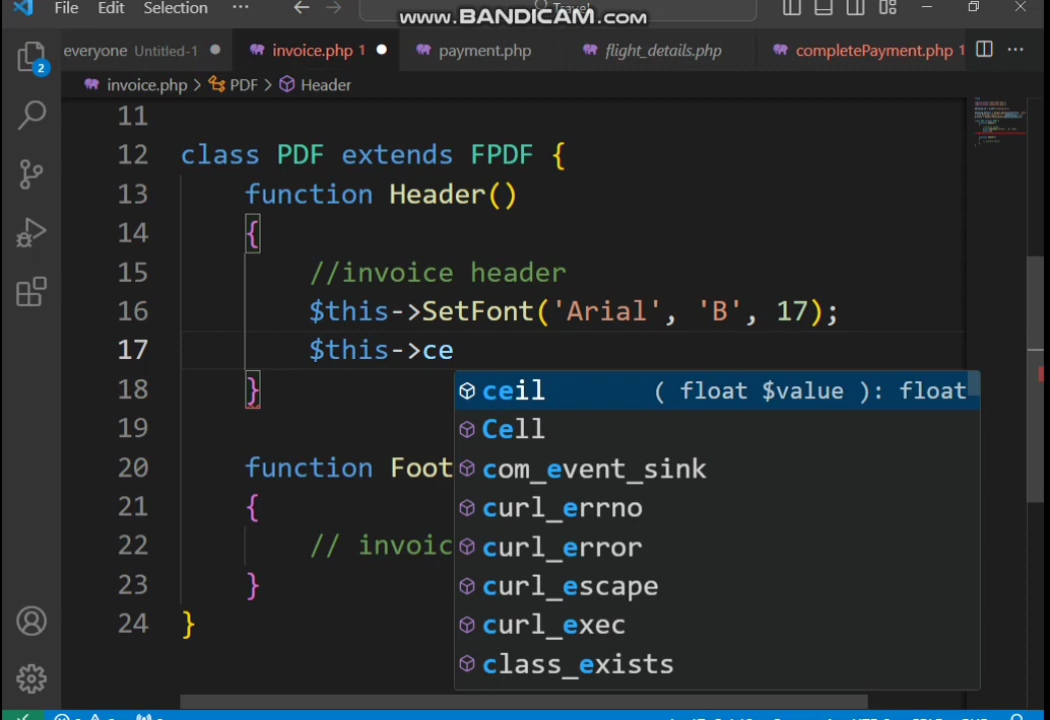 File Edit Selection ···
www.BANDICAM.com
Travel
everyone Untitled-1 invoice.php 1 payment.php flight_details.php completePayment.php 1 ···
2
invoice.php > PDF > Header
11
12 class PDF extends FPDF {
13 function Header()
14 {
15 //invoice header
16 $this->SetFont('Arial', 'B', 17);
17 $this->ce
18 }
19
20 function Foot
21 {
22 // invoic
23 }
24 }
ceil ( float $value ): float
Cell
com_event_sink
curl_errno
curl_error
curl_escape
curl_exec
class_exists